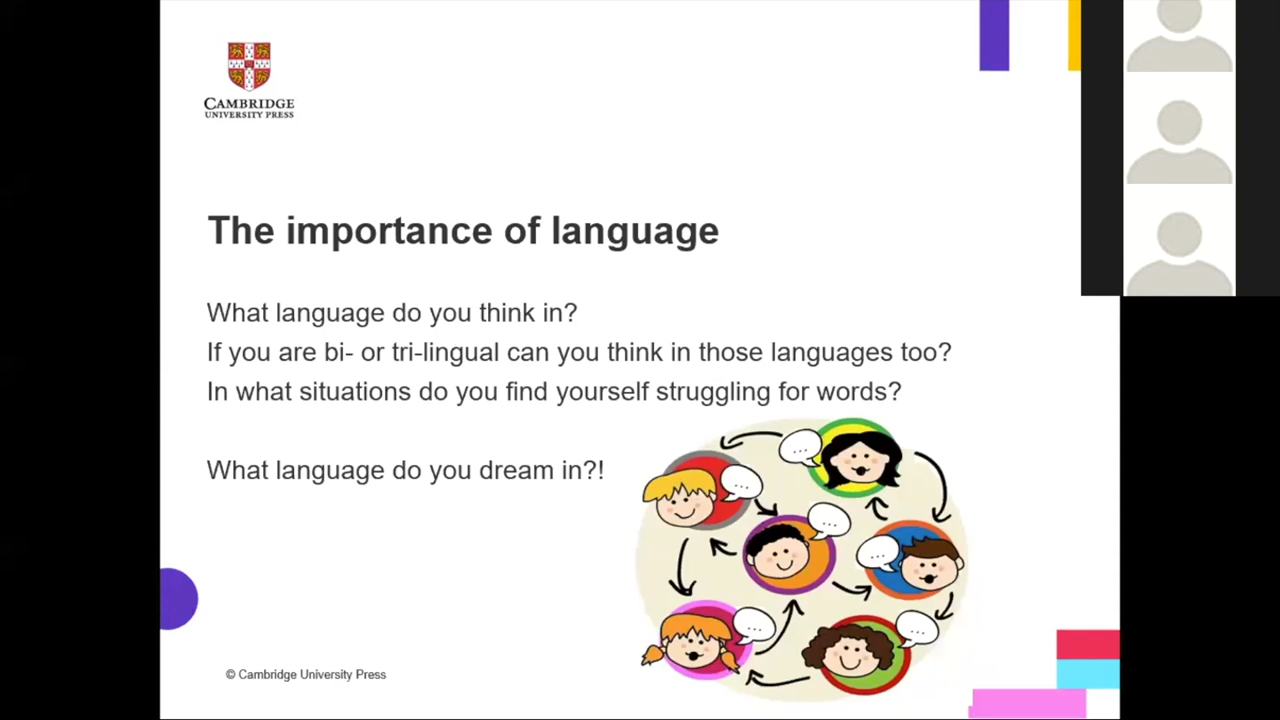 CAMBRIDGE
UNIVERSITY PRESS
The importance of language
What language do you think in?
If you are bi- or tri-lingual can you think in those languages too?
In what situations do you find yourself struggling for words?
What language do you dream in?!
...
...
...
...
...
...
© Cambridge University Press